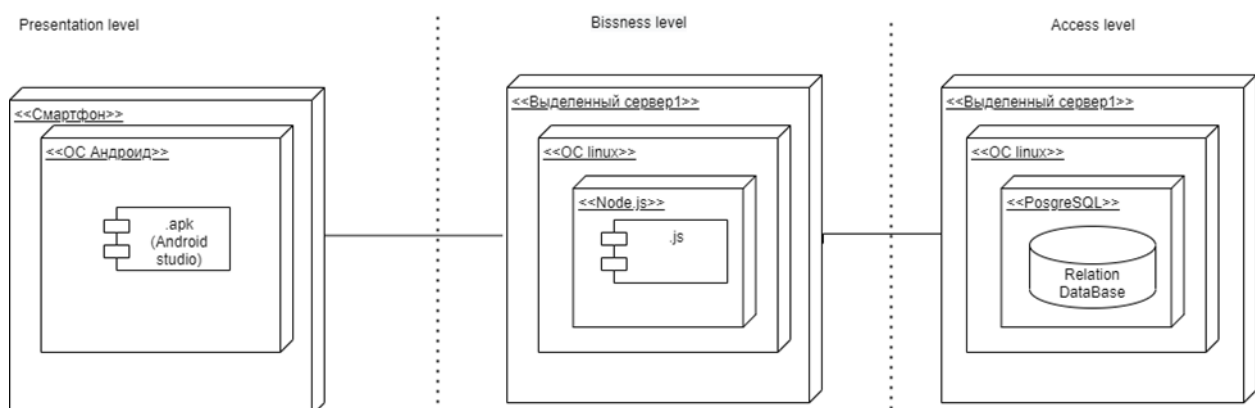 Presentation level
Bissness level
Access level
<<Смартфон>>
<<ОС Андроид>>
.apk
(Android
studio)
<<Выделенный сервер1>>
<<ОС linux>>
<<Node.js>>
.js
<<Выделенный сервер1>>
<<ОС linux>>
<<PosgreSQL>>
Relation
DataBase